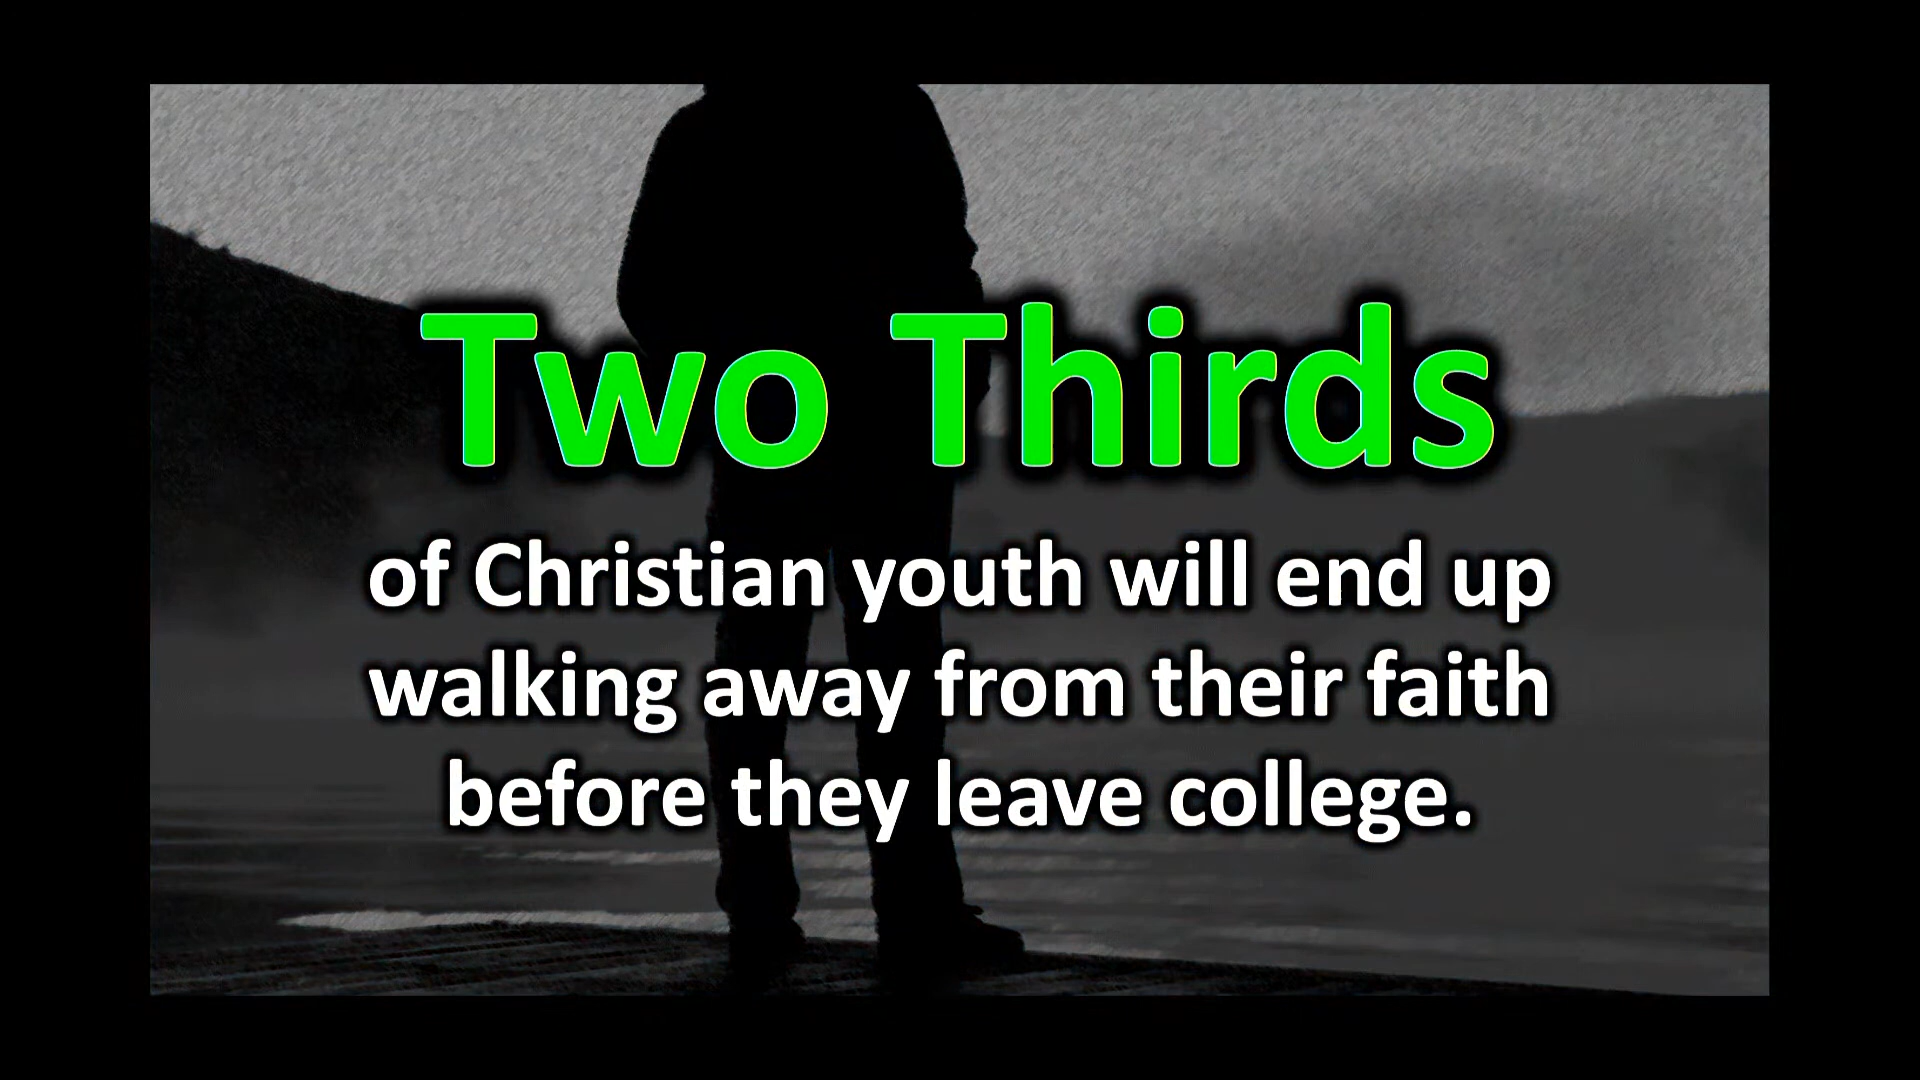 Two Thirds
of Christian youth will end up
walking away from their faith
before they leave college.